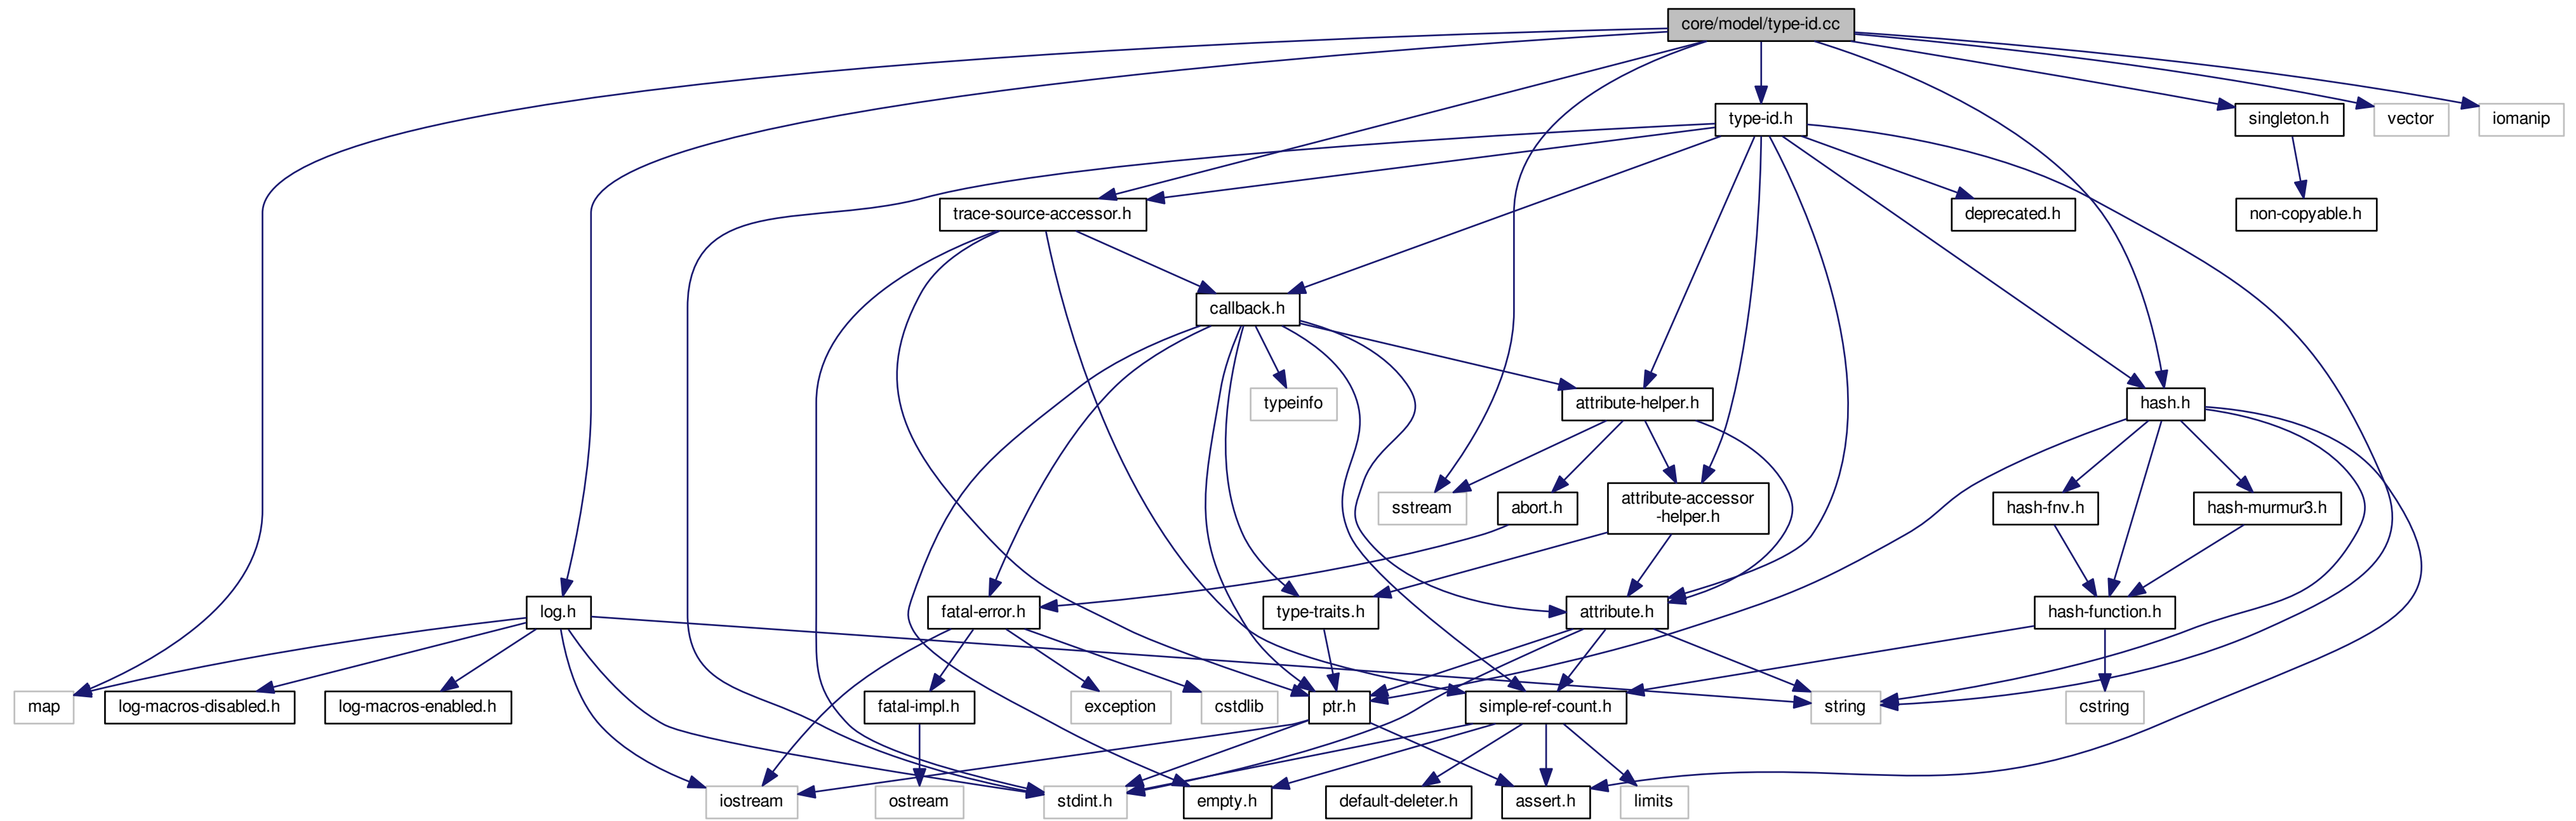 core/model/type-id.cc
type-id.h
singleton.h
vector
iomanip
trace-source-accessor.h
deprecated.h
non-copyable.h
callback.h
typeinfo
attribute-helper.h
hash.h
sstream
abort.h
attribute-accessor
-helper.h
hash-fnv.h
hash-murmur3.h
log.h
fatal-error.h
type-traits.h
attribute.h
hash-function.h
map
log-macros-disabled.h
log-macros-enabled.h
fatal-impl.h
exception
cstdlib
ptr.h
simple-ref-count.h
string
cstring
iostream
ostream
stdint.h
empty.h
default-deleter.h
assert.h
limits